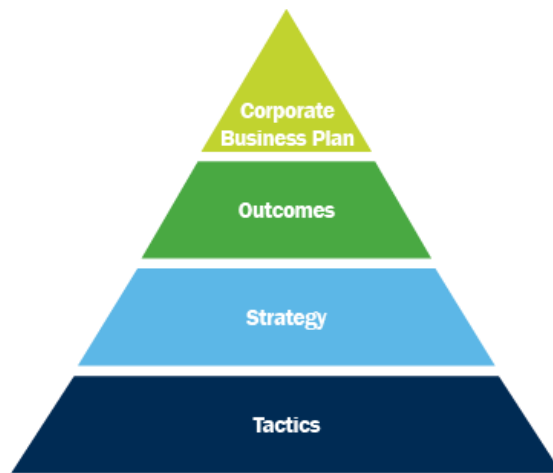 Corporate
Business Plan
Outcomes
Strategy
Tactics